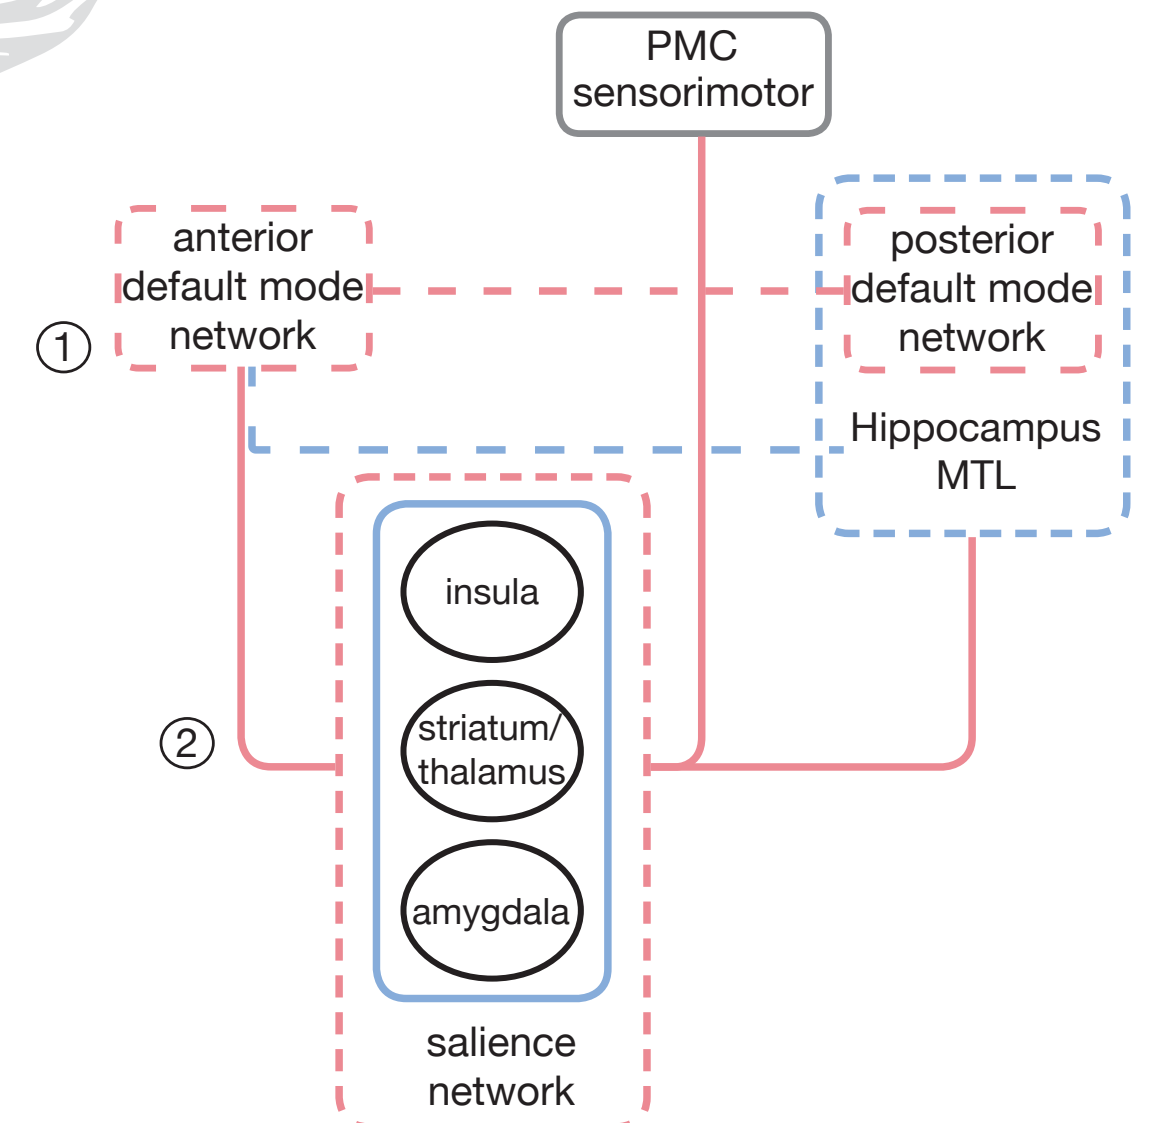 PMC
sensorimotor
anterior
default mode
network
posterior
default mode
network
①
Hippocampus
MTL
insula
②
striatum/
thalamus
amygdala
salience
network